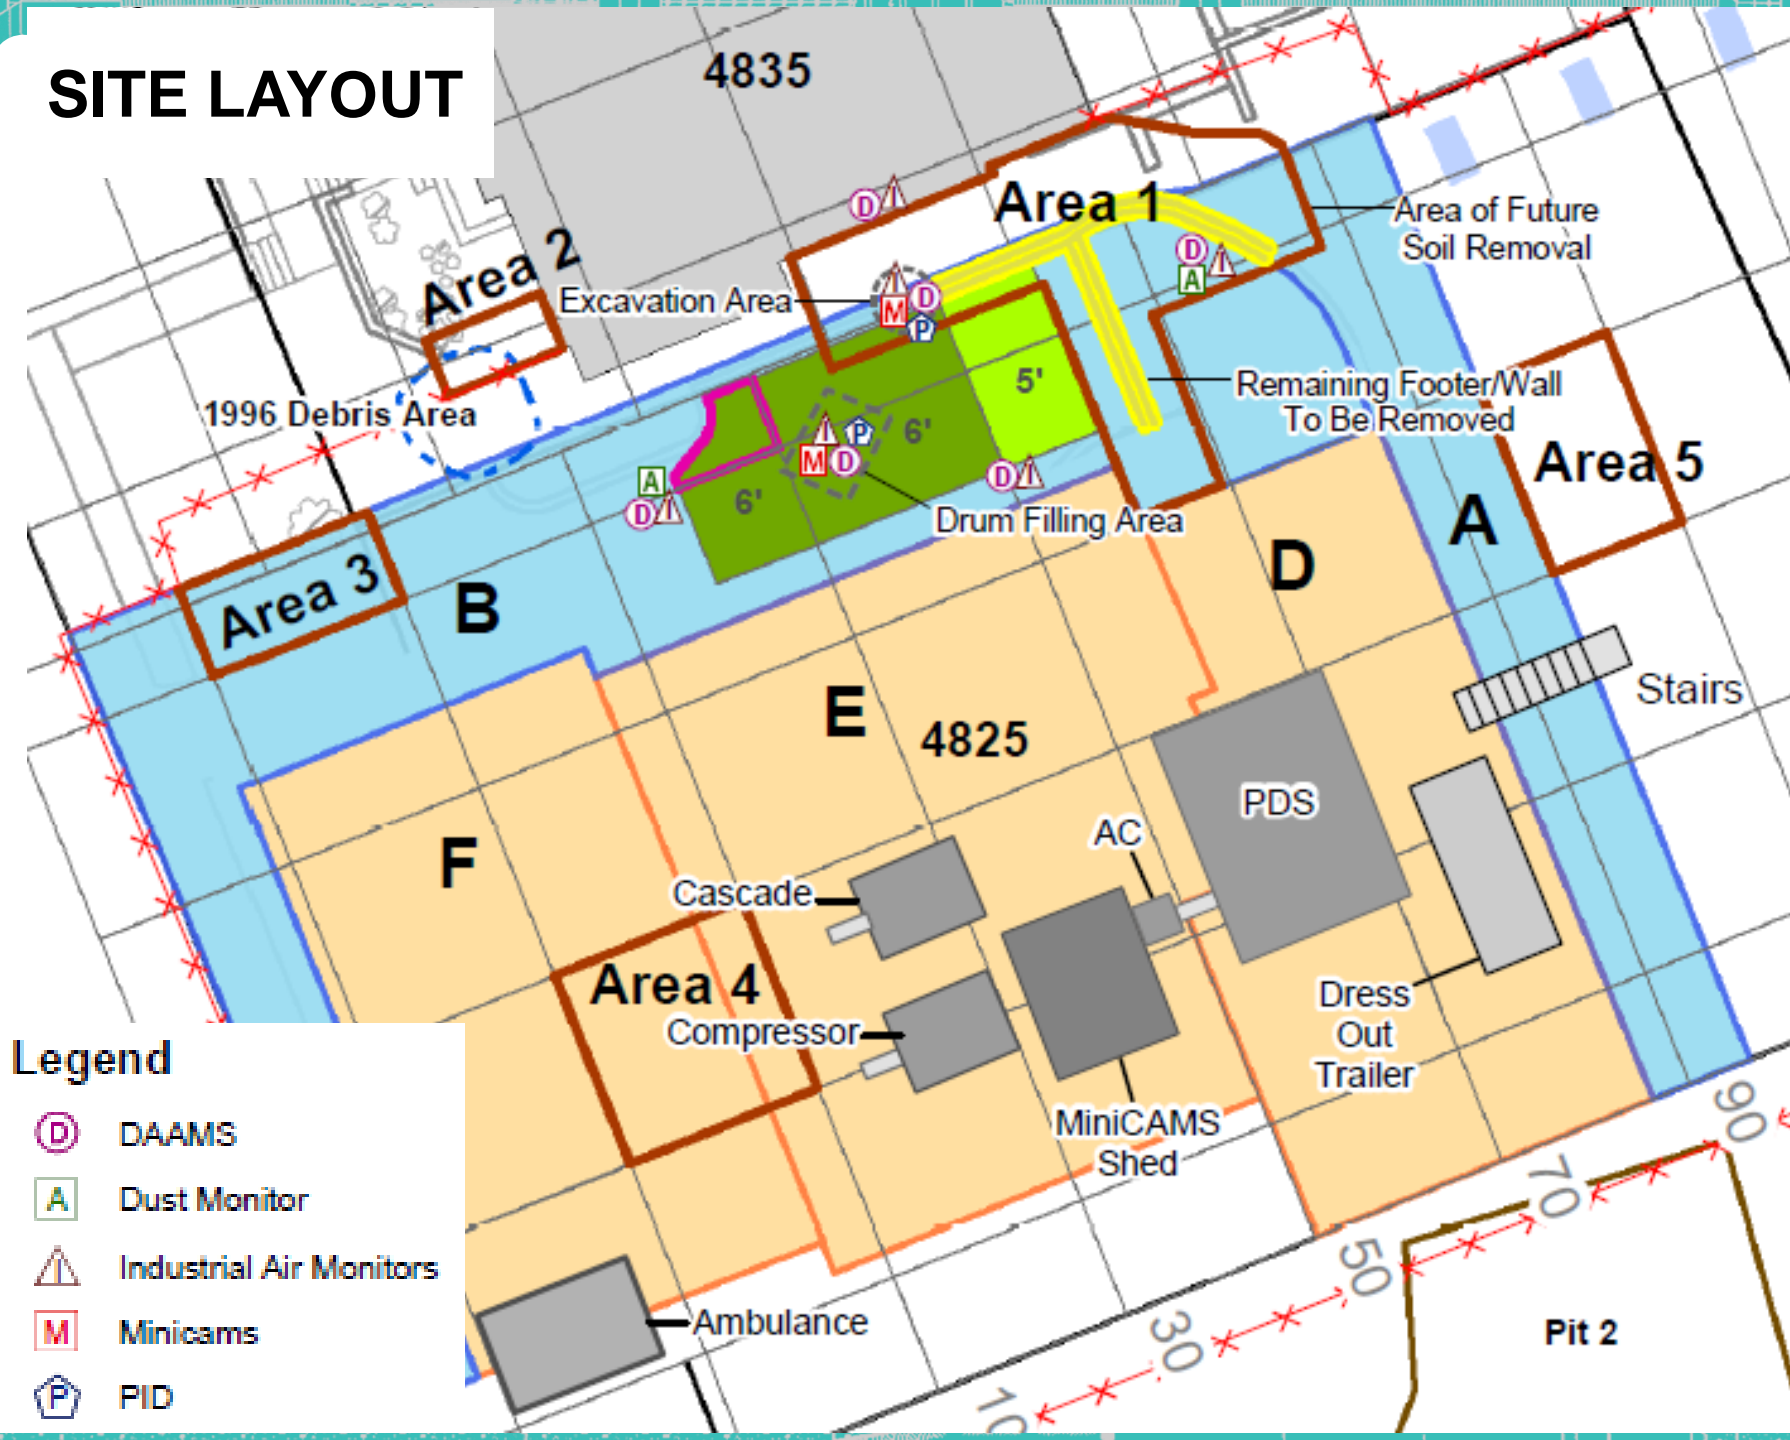 SITE LAYOUT
4835
Area 1
D
Area 2
Area of Future
Soil Removal
D
A
Excavation Area
M
D
P
5'
Remaining Footer/Wall
To Be Removed
1996 Debris Area
6'
P
M
D
A
D
6'
D
Drum Filling Area
Area 5
A
D
Area 3
B
Stairs
E
4825
PDS
AC
F
Cascade
Area 4
Compressor
Dress
Out
Trailer
MiniCAMS
Shed
90
70
50
30
10
Pit 2
Ambulance
Legend
D DAAMS
A Dust Monitor
Industrial Air Monitors
M Minicams
P PID